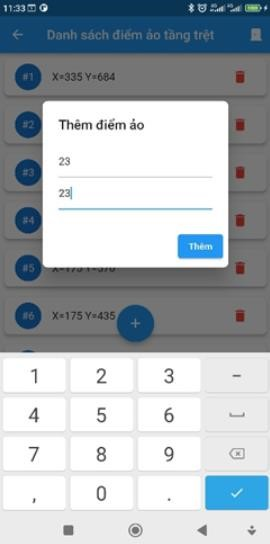 11:33
Danh sách điểm ảo tầng trệt
#1 X=335 Y=684
#2
Thêm điểm ảo
#3
23
#4
23
Thêm
#5 X=175 Y=570
#6 X=175 Y=435
+
1 2 3 -
4 5 6
7 8 9
, 0 .